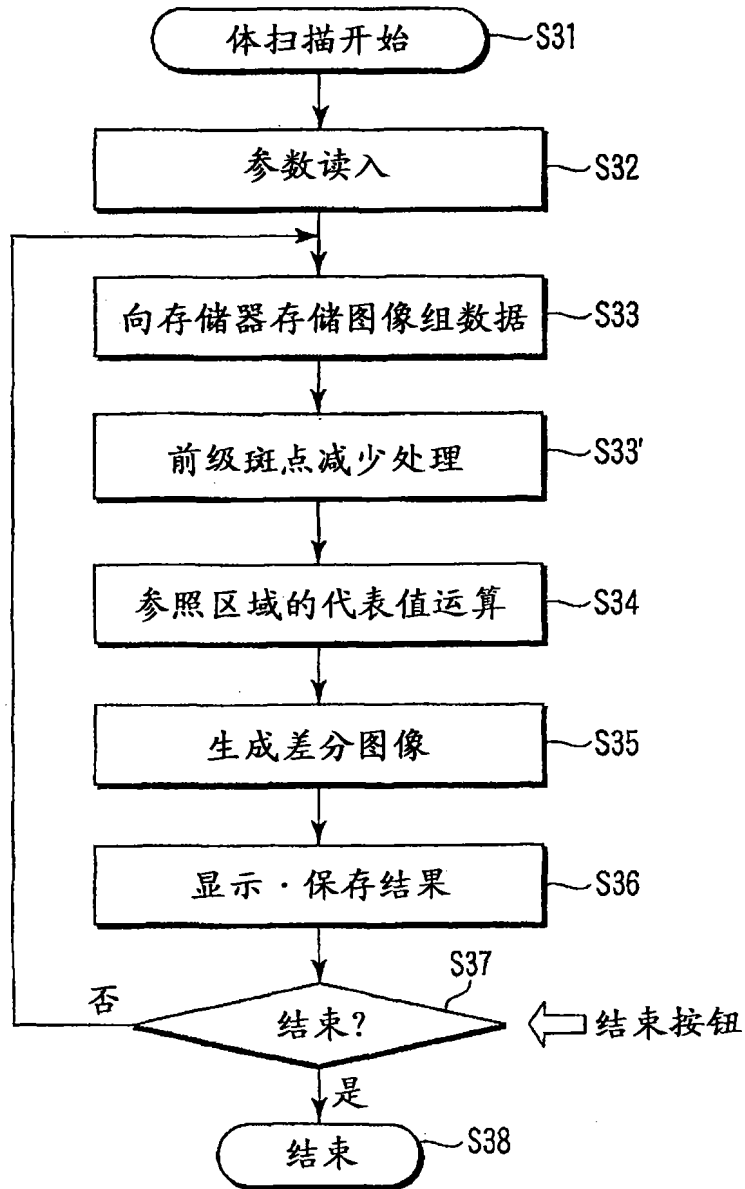 体扫描开始 S31
参数读入 S32
向存储器存储图像组数据 S33
前级斑点减少处理 S33'
参照区域的代表值运算 S34
生成差分图像 S35
显示·保存结果 S36
S37
否
结束?
结束按钮
是
结束 S38